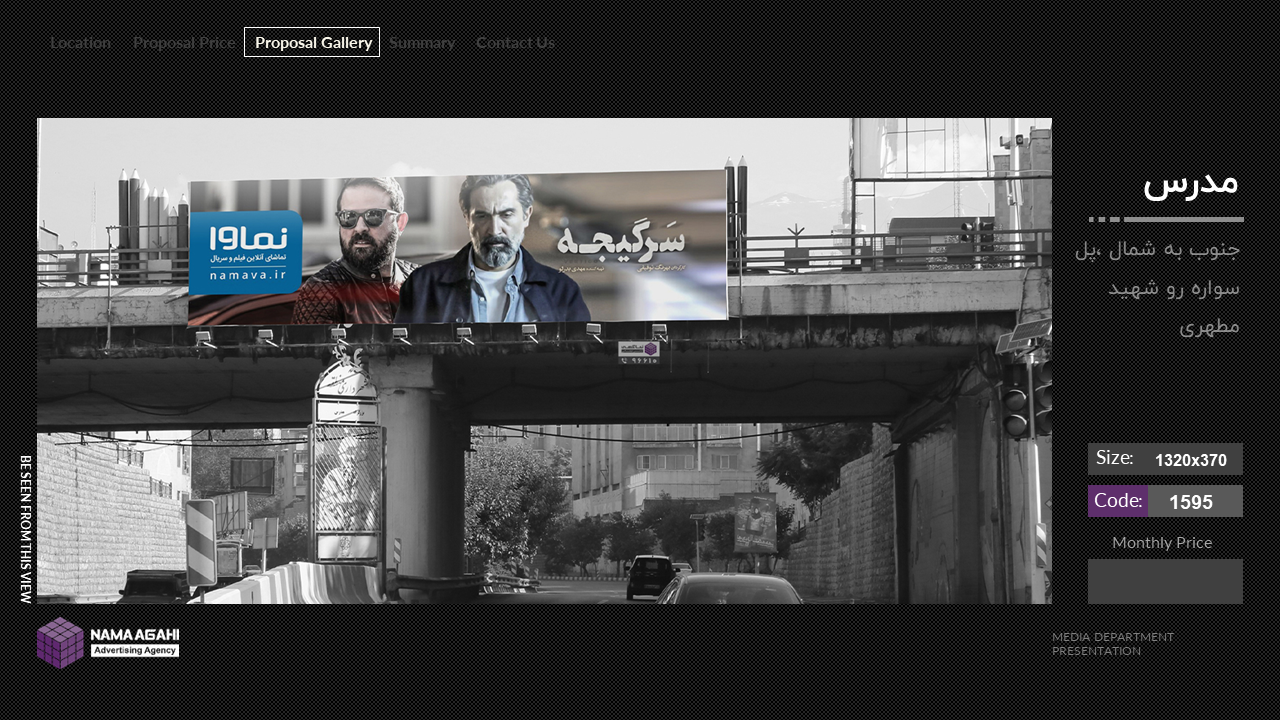 Location
Proposal Price
Proposal Gallery
Summary
Contact Us
مدرس
جنوب به شمال ،پل
سواره رو شهید
مطهری
نماوا
تماشای آنلاین فیلم و سریال
namava.ir
سَرگیجه
۹۶۶۱۰
BE SEEN FROM THIS VIEW
Size: 1320x370
Code: 1595
Monthly Price
NAMA AGAHI
Advertising Agency
MEDIA DEPARTMENT
PRESENTATION